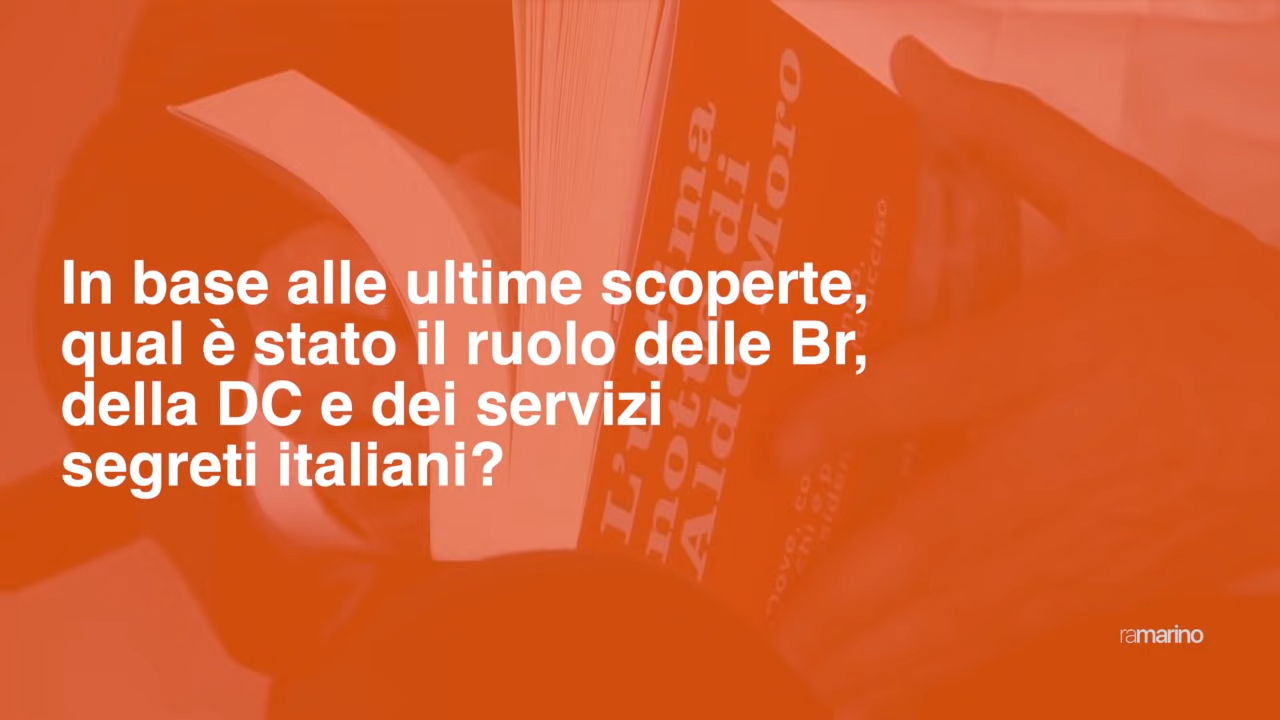 In base alle ultime scoperte,
qual è stato il ruolo delle Br,
della DC e dei servizi
segreti italiani?
L'ultima
notte di
Aldo Moro
ramarino